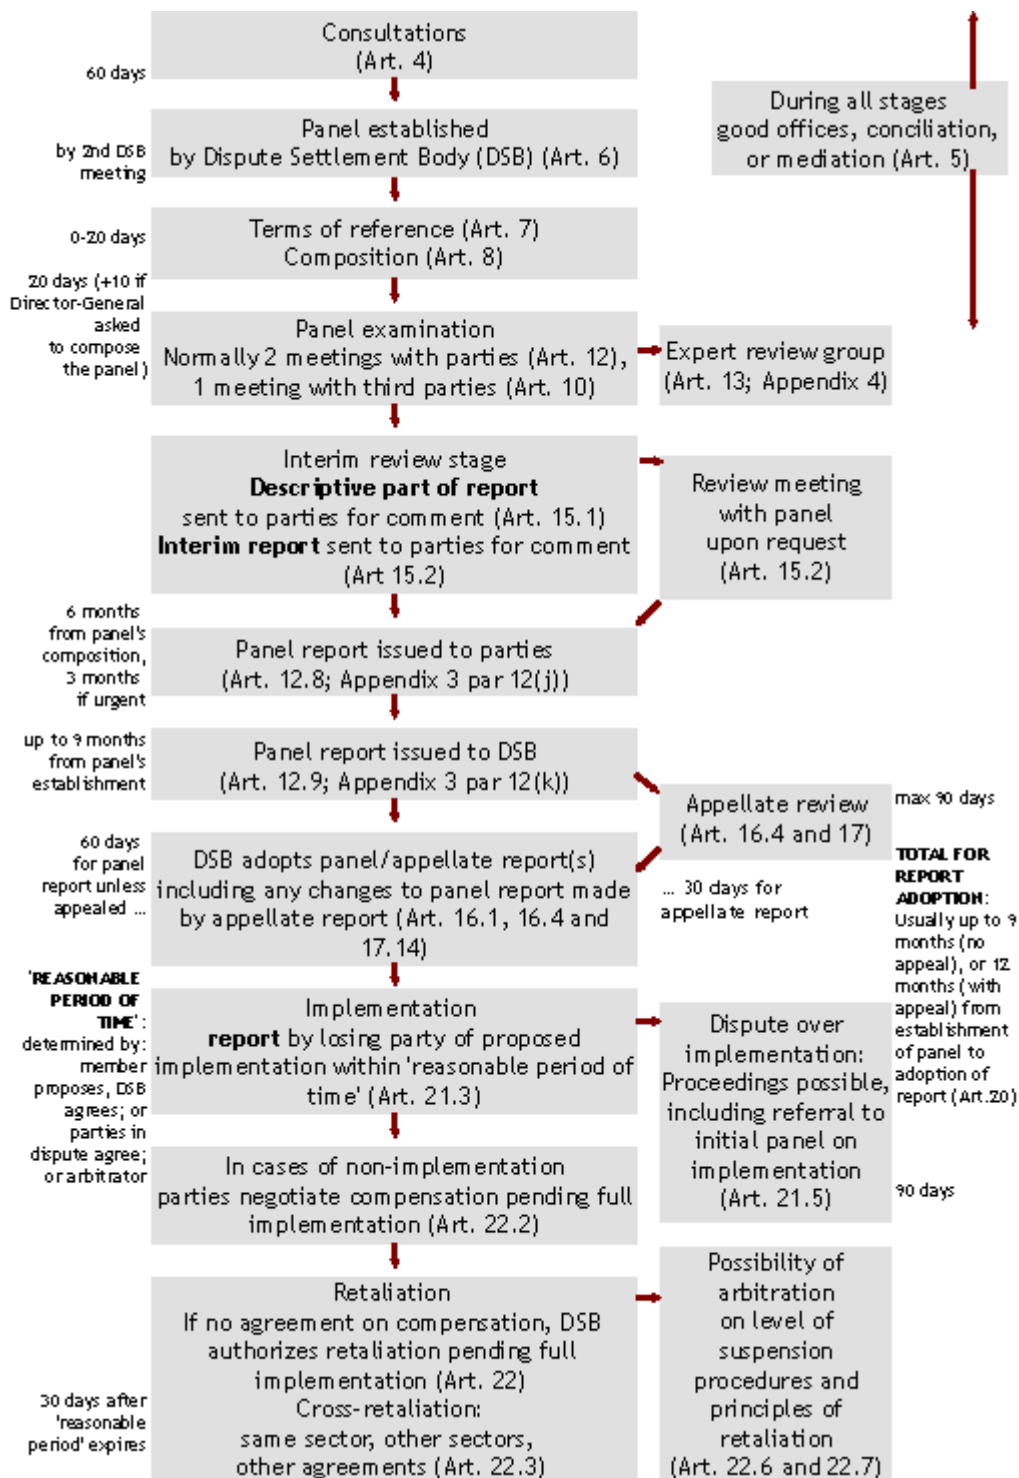 Consultations
(Art. 4)
60 days
During all stages
good offices, conciliation,
or mediation (Art. 5)
Panel established
by Dispute Settlement Body (DSB) (Art. 6)
by 2nd DSB
meeting
Terms of reference (Art. 7)
Composition (Art. 8)
0-20 days
20 days (+10 if
Director-General
asked
to compose
the panel)
Panel examination
Normally 2 meetings with parties (Art. 12),
1 meeting with third parties (Art. 10)
Expert review group
(Art. 13; Appendix 4)
Interim review stage
Descriptive part of report
sent to parties for comment (Art. 15.1)
Interim report sent to parties for comment
(Art 15.2)
Review meeting
with panel
upon request
(Art. 15.2)
6 months
from panel's
composition,
3 months
if urgent
Panel report issued to parties
(Art. 12.8; Appendix 3 par 12(j))
up to 9 months
from panel's
establishment
Panel report issued to DSB
(Art. 12.9; Appendix 3 par 12(k))
Appellate review
(Art. 16.4 and 17)
max 90 days
60 days
for panel
report unless
appealed ...
DSB adopts panel/appellate report(s)
including any changes to panel report made
by appellate report (Art. 16.1, 16.4 and
17.14)
... 30 days for
appellate report
TOTAL FOR
REPORT
ADOPTION:
Usually up to 9
months (no
appeal), or 12
months (with
appeal) from
establishment
of panel to
adoption of
report (Art.20)
'REASONABLE
PERIOD OF
TIME':
determined by:
member
proposes, DSB
agrees; or
parties in
dispute agree;
or arbitrator
Implementation
report by losing party of proposed
implementation within 'reasonable period of
time' (Art. 21.3)
Dispute over
implementation:
Proceedings possible,
including referral to
initial panel on
implementation
(Art. 21.5)
90 days
In cases of non-implementation
parties negotiate compensation pending full
implementation (Art. 22.2)
Retaliation
If no agreement on compensation, DSB
authorizes retaliation pending full
implementation (Art. 22)
Cross-retaliation:
same sector, other sectors,
other agreements (Art. 22.3)
30 days after
'reasonable
period' expires
Possibility of
arbitration
on level of
suspension
procedures and
principles of
retaliation
(Art. 22.6 and 22.7)